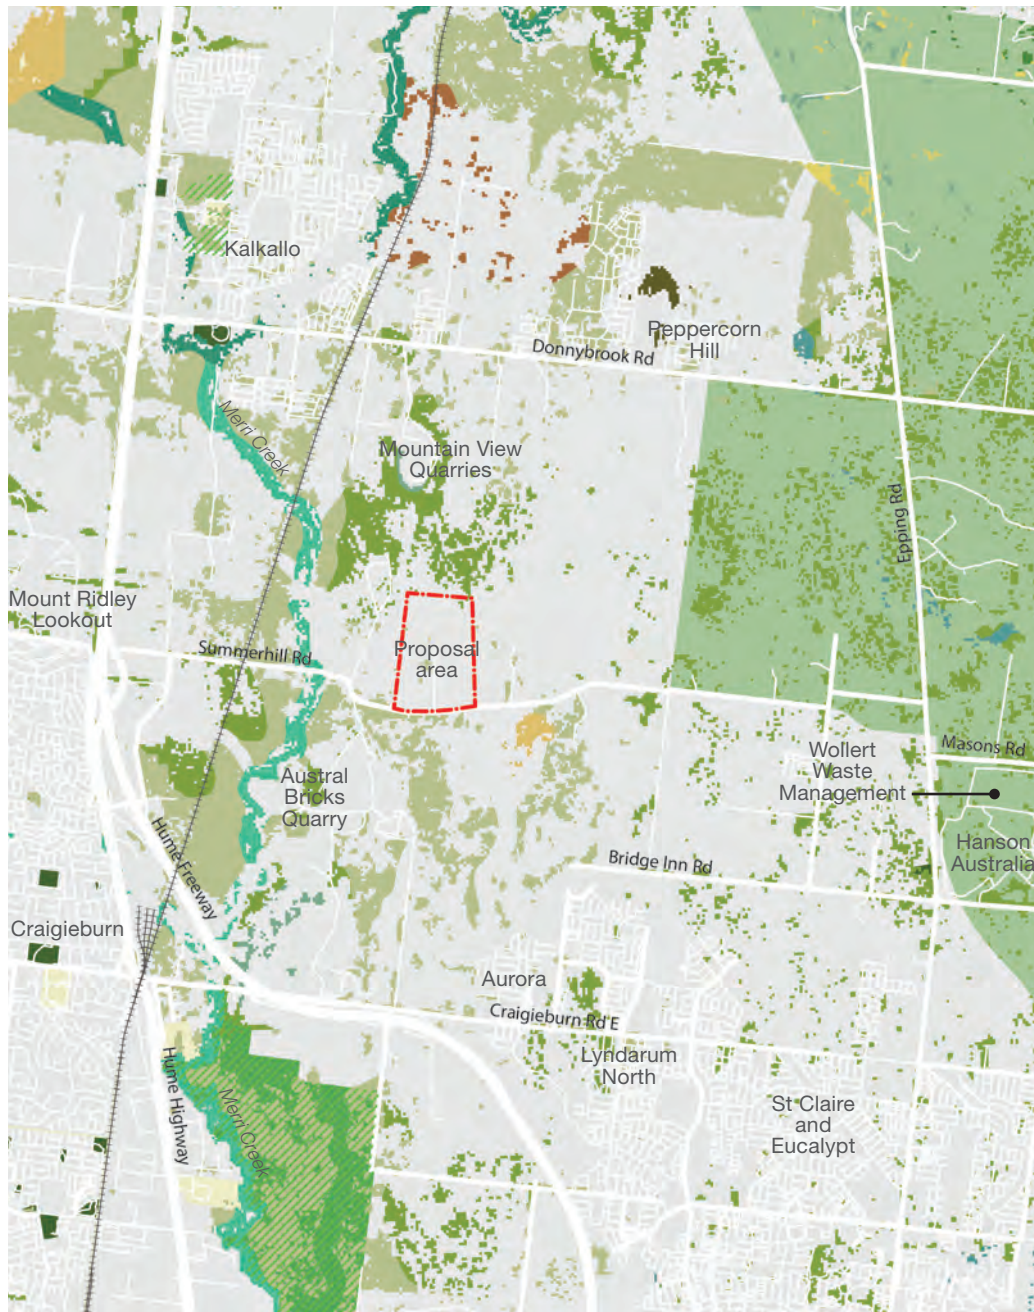 Kalkallo
Peppercorn
Hill
Donnybrook Rd
Merri Creek
Mountain View
Quarries
Epping Rd
Mount Ridley
Lookout
Summerhill Rd
Proposal
area
Masons Rd
Wollert
Waste
Management
Austral
Bricks
Quarry
Hanson
Australia
Hume Freeway
Bridge Inn Rd
Craigieburn
Aurora
Craigieburn Rd E
Lyndarum
North
Hume Highway
Merri Creek
St Claire
and
Eucalypt